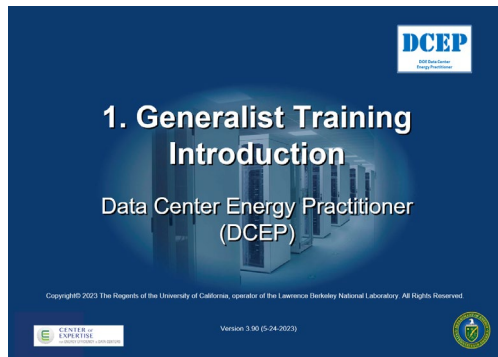 DCEP
DOE Data Center
Energy Practitioner
1. Generalist Training
Introduction
Data Center Energy Practitioner
(DCEP)
Copyright© 2023 The Regents of the University of California, operator of the Lawrence Berkeley National Laboratory. All Rights Reserved.
CENTER of
EXPERTISE
Version 3.90 (5-24-2023)